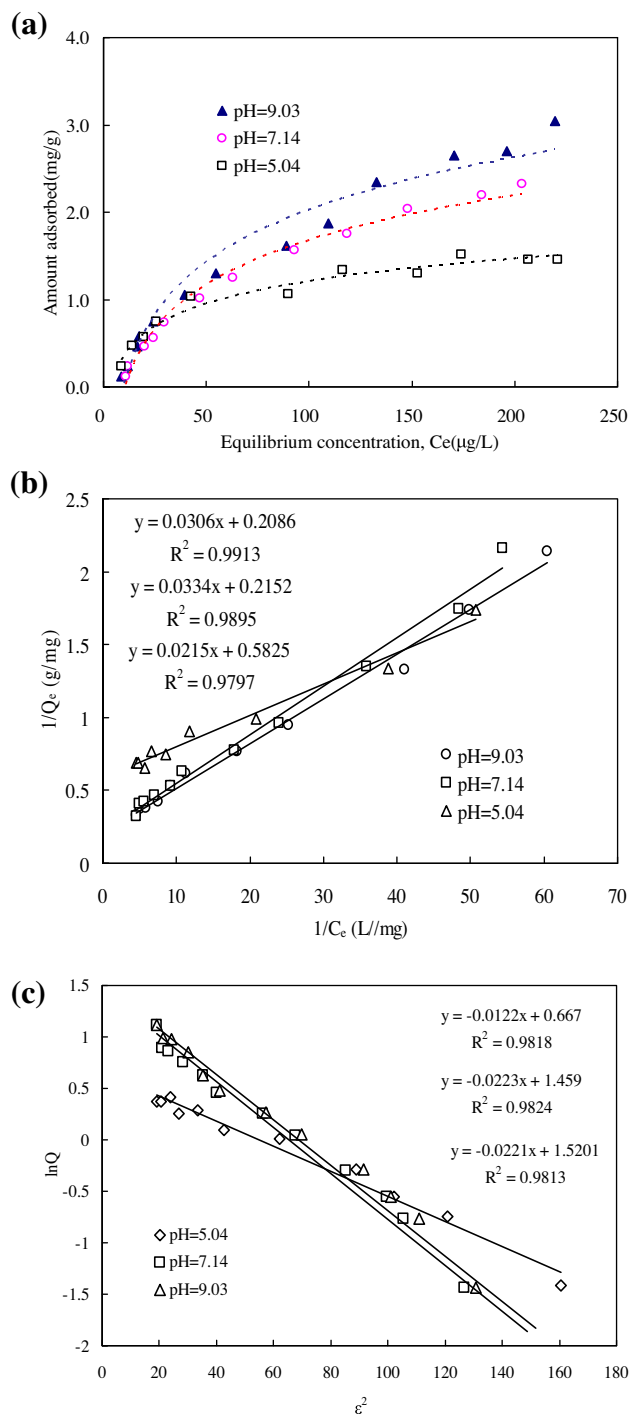 (a)
4.0
3.0
2.0
1.0
0.0
Amount adsorbed(mg/g)
pH=9.03
pH=7.14
pH=5.04
0 50 100 150 200 250
Equilibrium concentration, Ce(μg/L)
(b)
2.5
2
1.5
1
0.5
0
1/Qe (g/mg)
y = 0.0306x + 0.2086
R² = 0.9913
y = 0.0334x + 0.2152
R² = 0.9895
y = 0.0215x + 0.5825
R² = 0.9797
pH=9.03
pH=7.14
pH=5.04
0 10 20 30 40 50 60 70
1/Ce (L//mg)
(c)
1.5
1
0.5
0
-0.5
-1
-1.5
-2
lnQ
y = -0.0122x + 0.667
R² = 0.9818
y = -0.0223x + 1.459
R² = 0.9824
y = -0.0221x + 1.5201
R² = 0.9813
pH=5.04
pH=7.14
pH=9.03
0 20 40 60 80 100 120 140 160 180
ε²